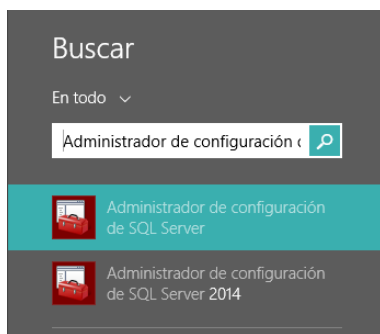 Buscar
En todo
Administrador de configuración
Administrador de configuración
de SQL Server
Administrador de configuración
de SQL Server 2014